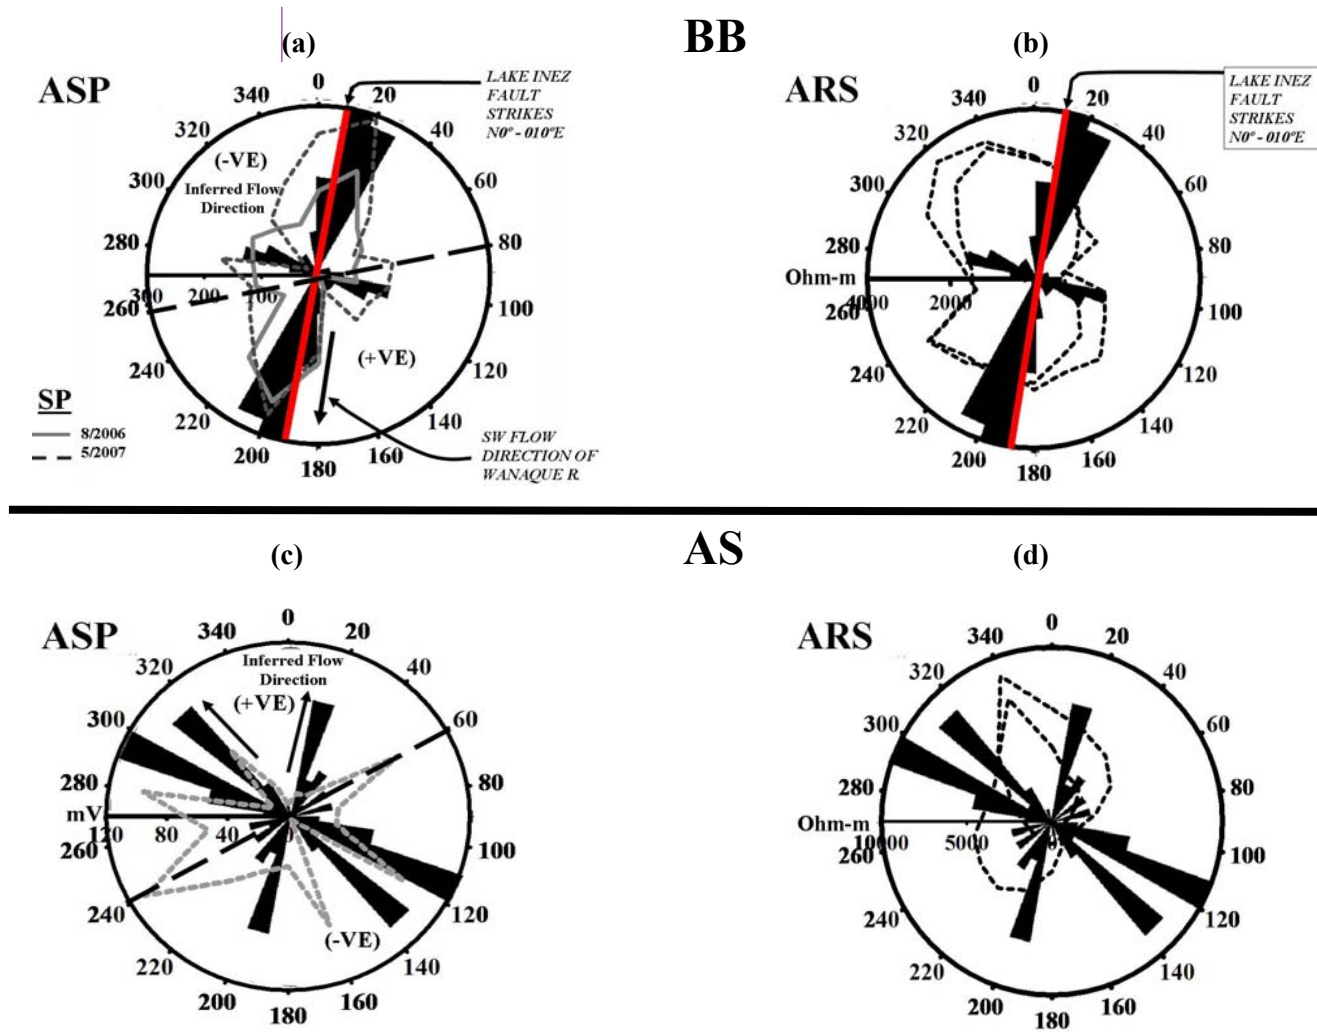 BB
(a)
ASP
0
20
40
60
80
100
120
140
160
180
200
220
240
260
280
300
320
340
LAKE INEZ
FAULT
STRIKES
N0° - 010°E
(-VE)
Inferred Flow
Direction
300 200 100
(+VE)
SP
8/2006
5/2007
SW FLOW
DIRECTION OF
WANAQUE R.
(b)
ARS
0
20
40
60
80
100
120
140
160
180
200
220
240
260
280
300
320
340
LAKE INEZ
FAULT
STRIKES
N0° - 010°E
Ohm-m
4000 2000
AS
(c)
ASP
0
20
40
60
80
100
120
140
160
180
200
220
240
260
280
300
320
340
Inferred Flow
Direction
(+VE)
mV
120 80 40 0
(-VE)
(d)
ARS
0
20
40
60
80
100
120
140
160
180
200
220
240
260
280
300
320
340
Ohm-m
10000 5000 0